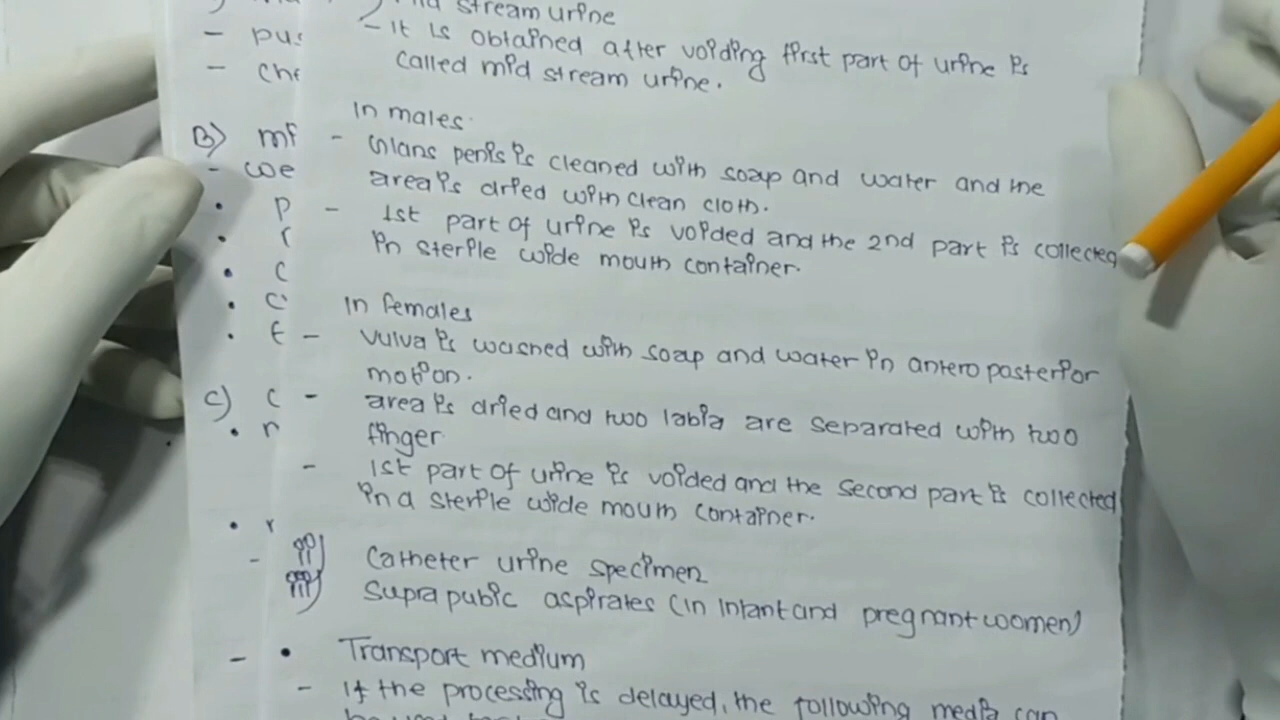 stream urine
- It is obtained after voiding first part of urine is
called mid stream urine.
In males.
- Glans penis is cleaned with soap and water and the
area is dried with clean cloth.
- 1st part of urine is voided and the 2nd part is collected
in sterile wide mouth container.
In females
- Vulva is washed with soap and water in antero posterior
motion.
- area is dried and two labia are separated with two
finger
- 1st part of urine is voided and the second part is collected
in a sterile wide mouth container.
ii) Catheter urine specimen
iii) Supra pubic aspirates (in infant and pregnant women)
• Transport medium
- If the processing is delayed, the following media can
- pus
B)
C)